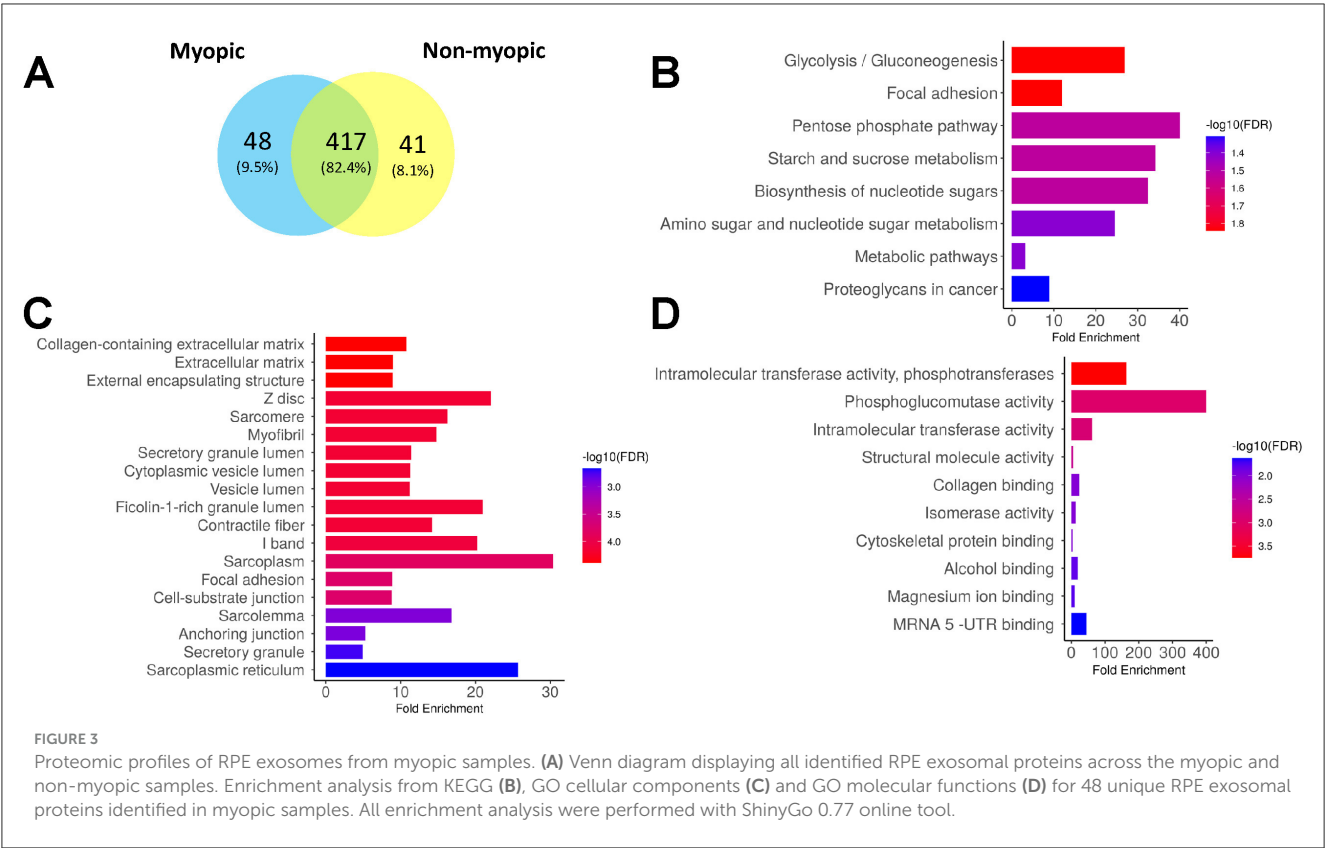 A
Myopic
Non-myopic
48
(9.5%)
417
(82.4%)
41
(8.1%)
B
Glycolysis / Gluconeogenesis
Focal adhesion
Pentose phosphate pathway
Starch and sucrose metabolism
Biosynthesis of nucleotide sugars
Amino sugar and nucleotide sugar metabolism
Metabolic pathways
Proteoglycans in cancer
0 10 20 30 40
Fold Enrichment
-log10(FDR)
1.4
1.5
1.6
1.7
1.8
C
Collagen-containing extracellular matrix
Extracellular matrix
External encapsulating structure
Z disc
Sarcomere
Myofibril
Secretory granule lumen
Cytoplasmic vesicle lumen
Vesicle lumen
Ficolin-1-rich granule lumen
Contractile fiber
I band
Sarcoplasm
Focal adhesion
Cell-substrate junction
Sarcolemma
Anchoring junction
Secretory granule
Sarcoplasmic reticulum
0 10 20 30
Fold Enrichment
-log10(FDR)
3.0
3.5
4.0
D
Intramolecular transferase activity, phosphotransferases
Phosphoglucomutase activity
Intramolecular transferase activity
Structural molecule activity
Collagen binding
Isomerase activity
Cytoskeletal protein binding
Alcohol binding
Magnesium ion binding
MRNA 5 -UTR binding
0 100 200 300 400
Fold Enrichment
-log10(FDR)
2.0
2.5
3.0
3.5
FIGURE 3
Proteomic profiles of RPE exosomes from myopic samples. (A) Venn diagram displaying all identified RPE exosomal proteins across the myopic and
non-myopic samples. Enrichment analysis from KEGG (B), GO cellular components (C) and GO molecular functions (D) for 48 unique RPE exosomal
proteins identified in myopic samples. All enrichment analysis were performed with ShinyGo 0.77 online tool.